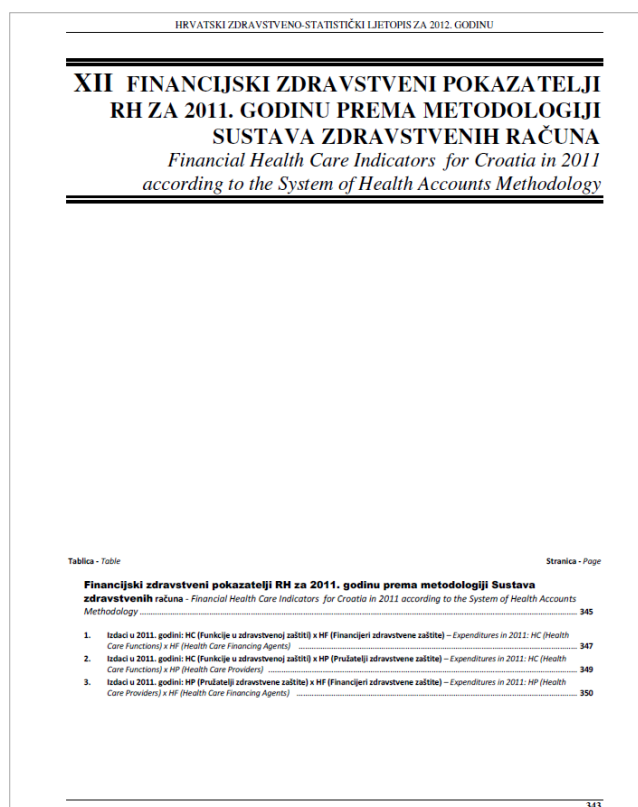 HRVATSKI ZDRAVSTVENO-STATISTIČKI LJETOPIS ZA 2012. GODINU
XII FINANCIJSKI ZDRAVSTVENI POKAZATELJI
RH ZA 2011. GODINU PREMA METODOLOGIJI
SUSTAVA ZDRAVSTVENIH RAČUNA
Financial Health Care Indicators for Croatia in 2011
according to the System of Health Accounts Methodology
Tablica - Table Stranica - Page
Financijski zdravstveni pokazatelji RH za 2011. godinu prema metodologiji Sustava
zdravstvenih računa - Financial Health Care Indicators for Croatia in 2011 according to the System of Health Accounts
Methodology 345
1. Izdaci u 2011. godini: HC (Funkcije u zdravstvenoj zaštiti) x HF (Financijeri zdravstvene zaštite) – Expenditures in 2011: HC (Health
Care Functions) x HF (Health Care Financing Agents) 347
2. Izdaci u 2011. godini: HC (Funkcije u zdravstvenoj zaštiti) x HP (Pružatelji zdravstvene zaštite) – Expenditures in 2011: HC (Health
Care Functions) x HP (Health Care Providers) 349
3. Izdaci u 2011. godini: HP (Pružatelji zdravstvene zaštite) x HF (Financijeri zdravstvene zaštite) – Expenditures in 2011: HP (Health
Care Providers) x HF (Health Care Financing Agents) 350
343